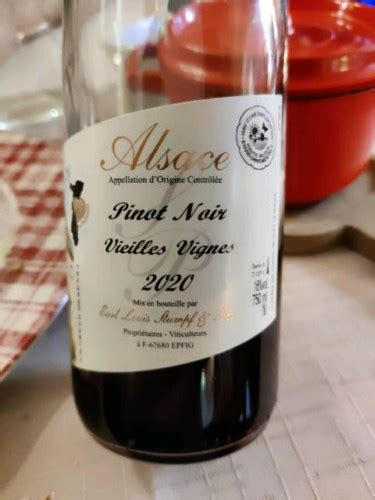 Alsace
Appellation d'Origine Contrôlée
Pinot Noir
Vieilles Vignes
2020
Mis en bouteille par
Earl Louis Stumpf &
Propriétaires - Viticulteurs
à F-67680 EPFIG
750 ml